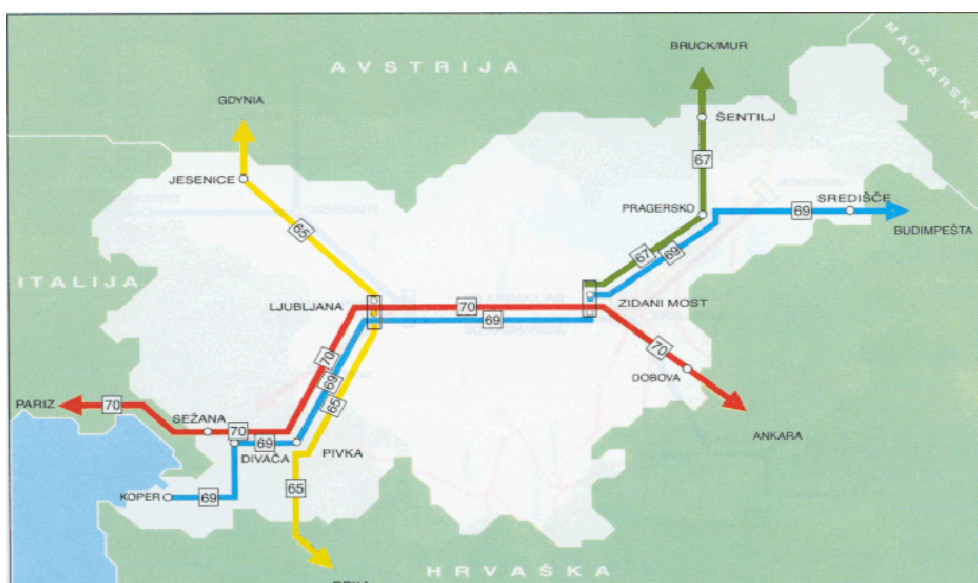 BRUCK/MUR
MADŽARSKA
AVSTRIJA
GDYNIA
ŠENTILJ
67
JESENICE
SREDIŠČE
PRAGERSKO
69
65
BUDIMPEŠTA
67
69
ITALIJA
LJUBLJANA
70
ZIDANI MOST
69
70
70
69
DOBOVA
65
PARIZ
70
SEŽANA
70
ANKARA
69
DIVAČA
PIVKA
KOPER
69
65
HRVAŠKA